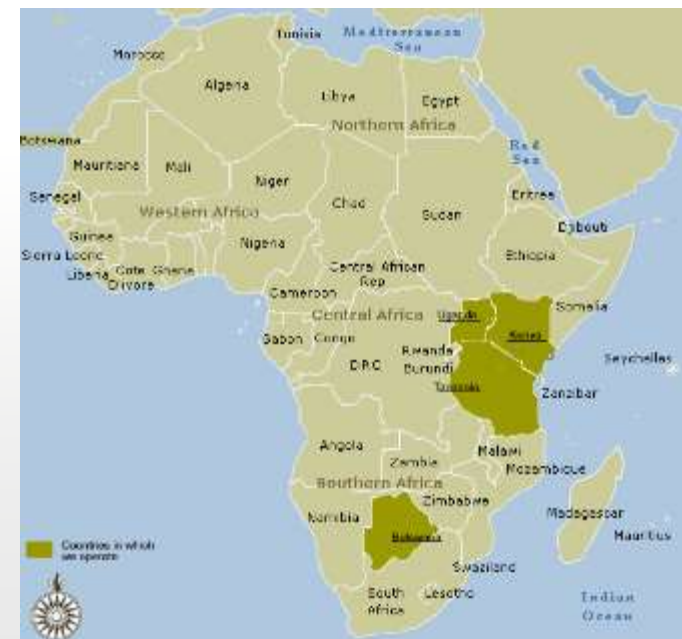 Tunisia
Mediterranean
Sea
Morocco
Algeria
Libya
Egypt
Northern Africa
Botswana
Red
Sea
Mauritiana
Mali
Niger
Chad
Sudan
Eritrea
Senegal
Western Africa
Djibouti
Guinea
Nigeria
Ethiopia
Sierra Leone
Liberia
Cote Ghana
D'ivore
Central African
Rep
Cameroon
Somalia
Central Africa
Uganda
Kenya
Gabon
Congo
Rwanda
Burundi
Seychelles
D.R.C
Tanzania
Zanzibar
Angola
Malawi
Zambia
Mozambique
Southern Africa
Zimbabwe
Namibia
Madagascar
Mauritius
Botswana
Countries in which
we operate
Swaziland
South
Africa
Lesotho
Indian
Ocean